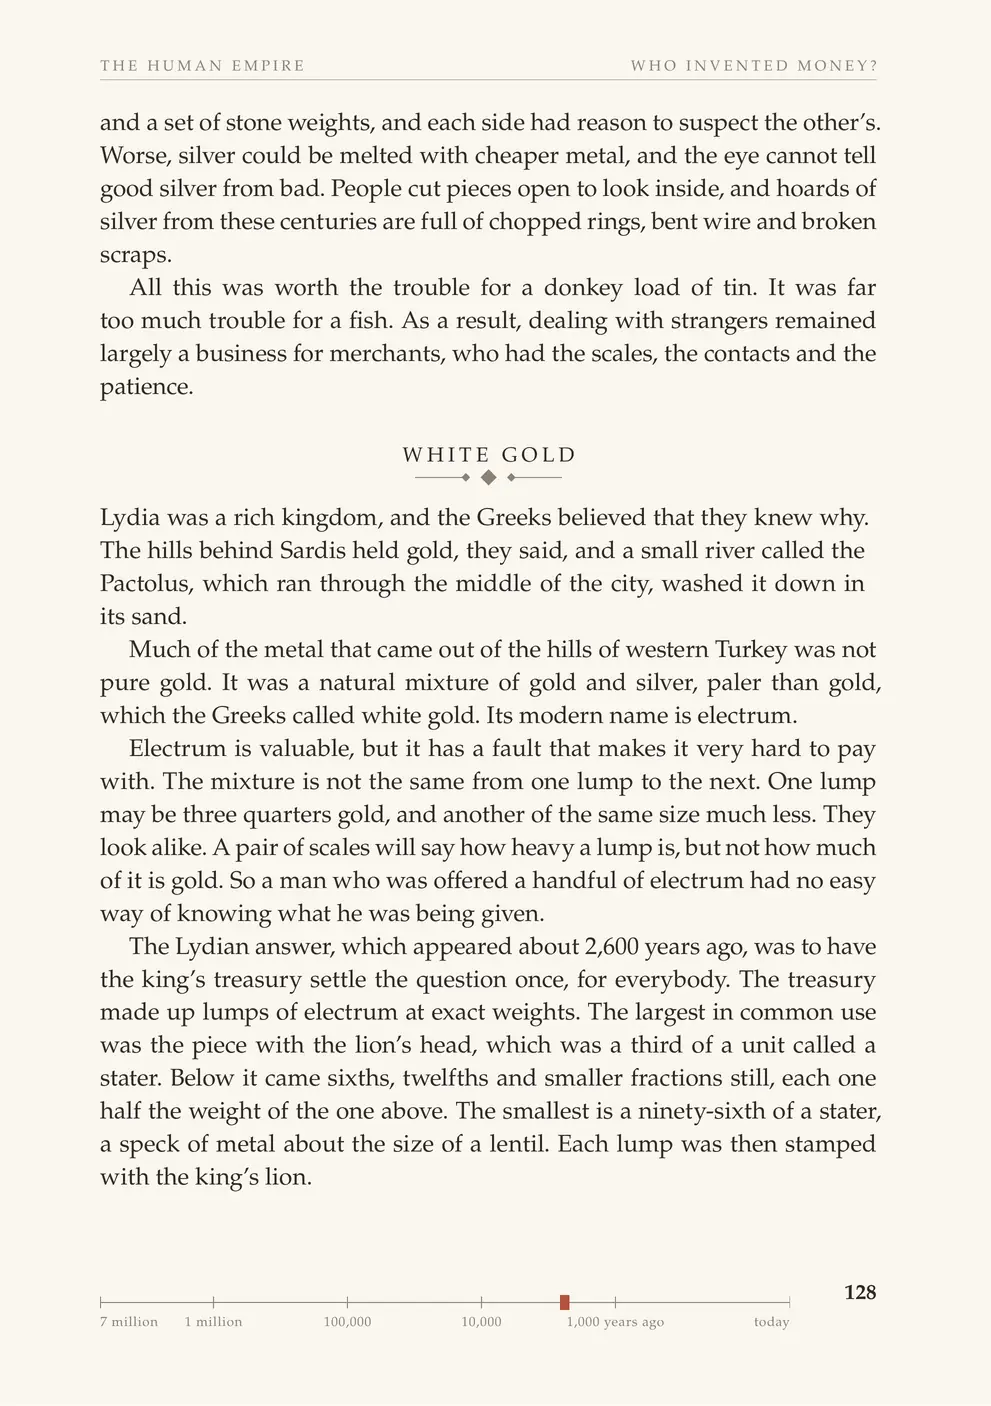 THE HUMAN EMPIRE
WHO INVENTED MONEY?
and a set of stone weights, and each side had reason to suspect the other’s.
Worse, silver could be melted with cheaper metal, and the eye cannot tell
good silver from bad. People cut pieces open to look inside, and hoards of
silver from these centuries are full of chopped rings, bent wire and broken
scraps.
All this was worth the trouble for a donkey load of tin. It was far
too much trouble for a fish. As a result, dealing with strangers remained
largely a business for merchants, who had the scales, the contacts and the
patience.
WHITE GOLD
Lydia was a rich kingdom, and the Greeks believed that they knew why.
The hills behind Sardis held gold, they said, and a small river called the
Pactolus, which ran through the middle of the city, washed it down in
its sand.
Much of the metal that came out of the hills of western Turkey was not
pure gold. It was a natural mixture of gold and silver, paler than gold,
which the Greeks called white gold. Its modern name is electrum.
Electrum is valuable, but it has a fault that makes it very hard to pay
with. The mixture is not the same from one lump to the next. One lump
may be three quarters gold, and another of the same size much less. They
look alike. A pair of scales will say how heavy a lump is, but not how much
of it is gold. So a man who was offered a handful of electrum had no easy
way of knowing what he was being given.
The Lydian answer, which appeared about 2,600 years ago, was to have
the king’s treasury settle the question once, for everybody. The treasury
made up lumps of electrum at exact weights. The largest in common use
was the piece with the lion’s head, which was a third of a unit called a
stater. Below it came sixths, twelfths and smaller fractions still, each one
half the weight of the one above. The smallest is a ninety-sixth of a stater,
a speck of metal about the size of a lentil. Each lump was then stamped
with the king’s lion.
128
7 million 1 million 100,000 10,000 1,000 years ago today